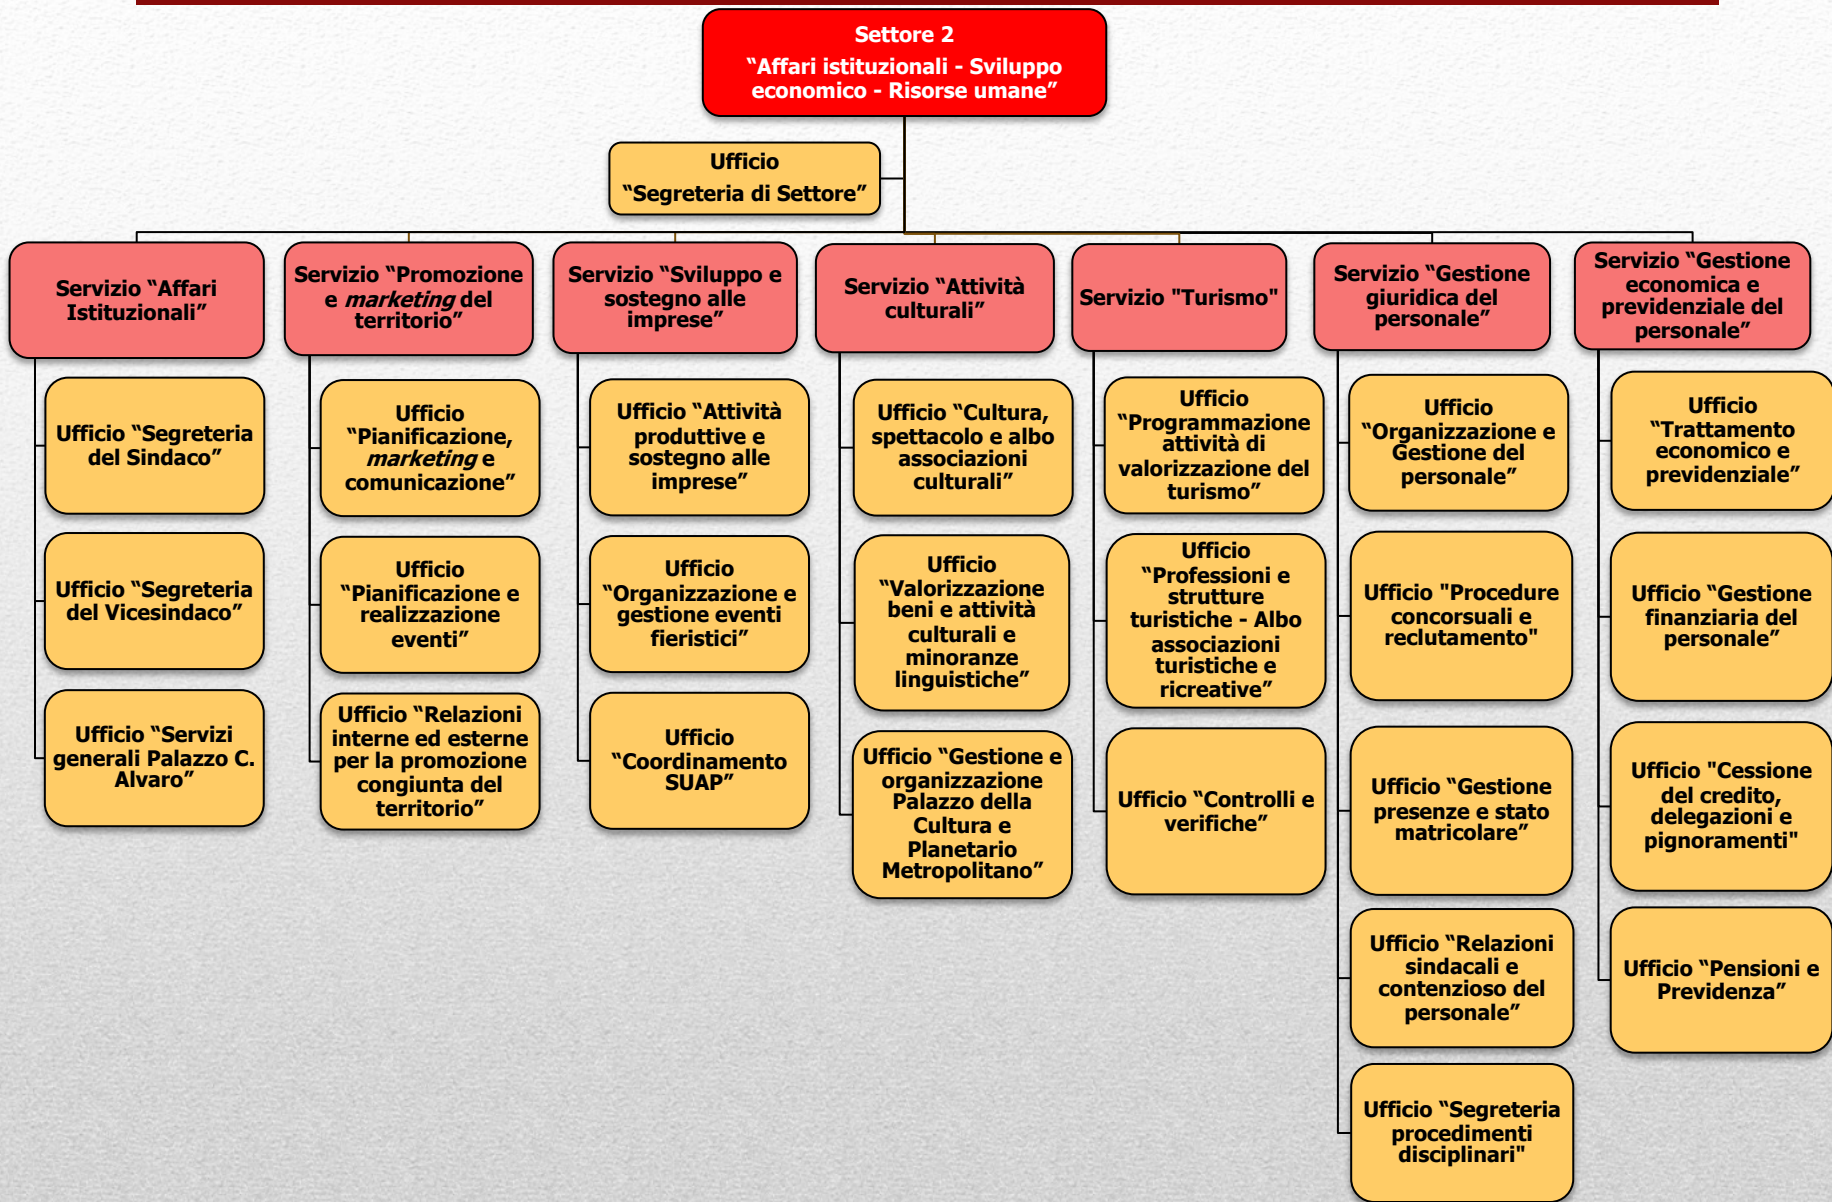 Settore 2
“Affari istituzionali - Sviluppo
economico - Risorse umane”
Ufficio
“Segreteria di Settore”
Servizio “Affari
Istituzionali”
Ufficio “Segreteria
del Sindaco”
Ufficio “Segreteria
del Vicesindaco”
Ufficio “Servizi
generali Palazzo C.
Alvaro”
Servizio “Promozione
e marketing del
territorio”
Ufficio
“Pianificazione,
marketing e
comunicazione”
Ufficio
“Pianificazione e
realizzazione
eventi”
Ufficio “Relazioni
interne ed esterne
per la promozione
congiunta del
territorio”
Servizio “Sviluppo e
sostegno alle
imprese”
Ufficio “Attività
produttive e
sostegno alle
imprese”
Ufficio
“Organizzazione e
gestione eventi
fieristici”
Ufficio
“Coordinamento
SUAP”
Servizio “Attività
culturali”
Ufficio “Cultura,
spettacolo e albo
associazioni
culturali”
Ufficio
“Valorizzazione
beni e attività
culturali e
minoranze
linguistiche”
Ufficio “Gestione e
organizzazione
Palazzo della
Cultura e
Planetario
Metropolitano”
Servizio "Turismo"
Ufficio
“Programmazione
attività di
valorizzazione del
turismo”
Ufficio
“Professioni e
strutture
turistiche - Albo
associazioni
turistiche e
ricreative”
Ufficio “Controlli e
verifiche”
Servizio “Gestione
giuridica del
personale”
Ufficio
“Organizzazione e
Gestione del
personale”
Ufficio "Procedure
concorsuali e
reclutamento"
Ufficio “Gestione
presenze e stato
matricolare”
Ufficio “Relazioni
sindacali e
contenzioso del
personale”
Ufficio “Segreteria
procedimenti
disciplinari"
Servizio “Gestione
economica e
previdenziale del
personale”
Ufficio
“Trattamento
economico e
previdenziale”
Ufficio “Gestione
finanziaria del
personale”
Ufficio "Cessione
del credito,
delegazioni e
pignoramenti"
Ufficio “Pensioni e
Previdenza”